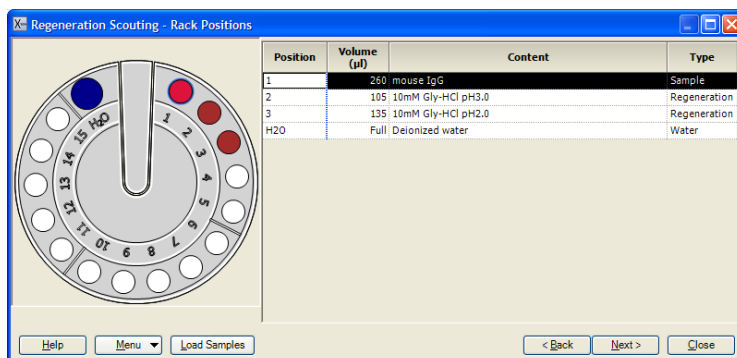 Regeneration Scouting - Rack Positions
H2O
1
2
3
4
5
6
7
8
9
10
11
12
13
14
15
Position Volume (µl) Content Type
1 260 mouse IgG Sample
2 105 10mM Gly-HCl pH3.0 Regeneration
3 135 10mM Gly-HCl pH2.0 Regeneration
H2O Full Deionized water Water
Help Menu Load Samples < Back Next > Close